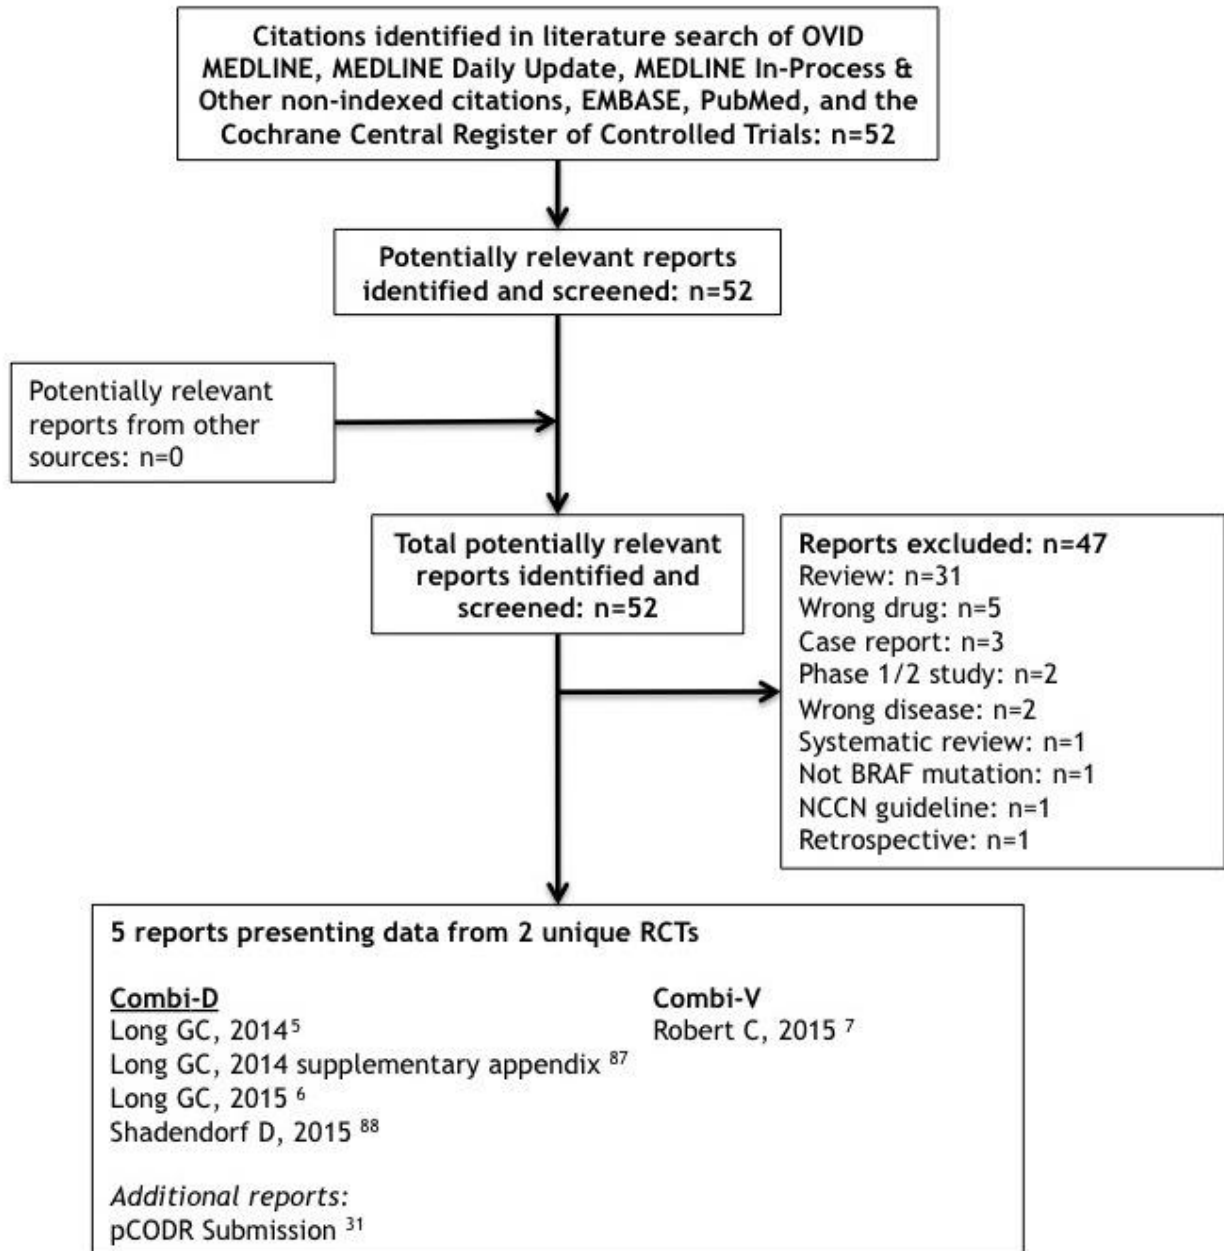 Citations identified in literature search of OVID
MEDLINE, MEDLINE Daily Update, MEDLINE In-Process &
Other non-indexed citations, EMBASE, PubMed, and the
Cochrane Central Register of Controlled Trials: n=52
Potentially relevant reports
identified and screened: n=52
Potentially relevant
reports from other
sources: n=0
Total potentially relevant
reports identified and
screened: n=52
Reports excluded: n=47
Review: n=31
Wrong drug: n=5
Case report: n=3
Phase 1/2 study: n=2
Wrong disease: n=2
Systematic review: n=1
Not BRAF mutation: n=1
NCCN guideline: n=1
Retrospective: n=1
5 reports presenting data from 2 unique RCTs
Combi-D
Long GC, 2014 5
Long GC, 2014 supplementary appendix 87
Long GC, 2015 6
Shadendorf D, 2015 88
Combi-V
Robert C, 2015 7
Additional reports:
pCODR Submission 31